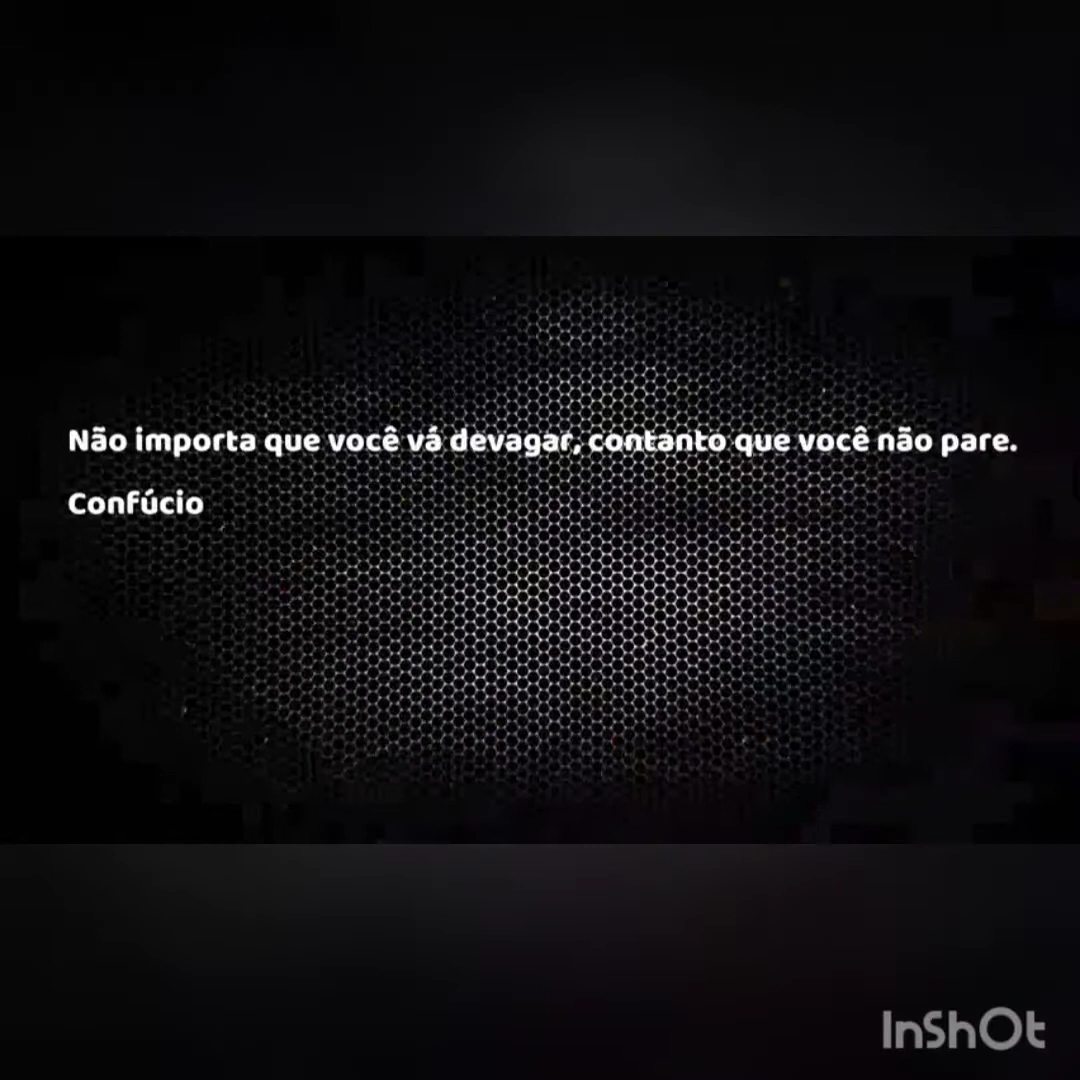 Não importa que você vá devagar, contanto que você não pare.
Confúcio
InShOt